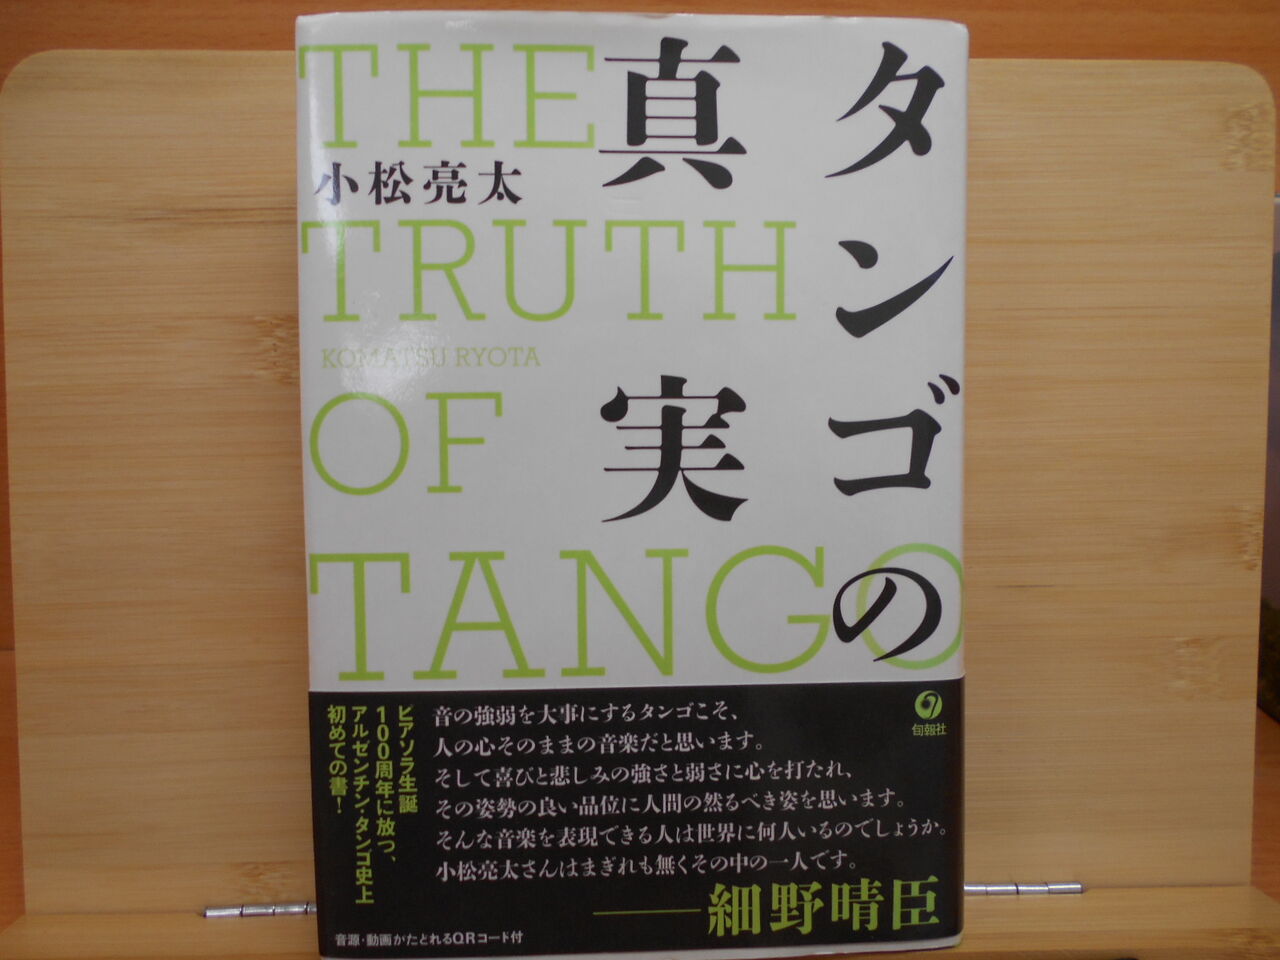 タンゴの
真実
THE
小松亮太
TRUTH
KOMATSU RYOTA
OF
TANGO
旬報社
音の強弱を大事にするタンゴこそ、
人の心そのままの音楽だと思います。
そして喜びと悲しみの強さと弱さに心を打たれ、
その姿勢の良い品位に人間の然るべき姿を思います。
そんな音楽を表現できる人は世界に何人いるのでしょうか。
小松亮太さんはまぎれも無くその中の一人です。
——細野晴臣
ピアソラ生誕
100周年に放つ、
アルゼンチン・タンゴ史上
初めての書！
音源・動画がたどれるQRコード付